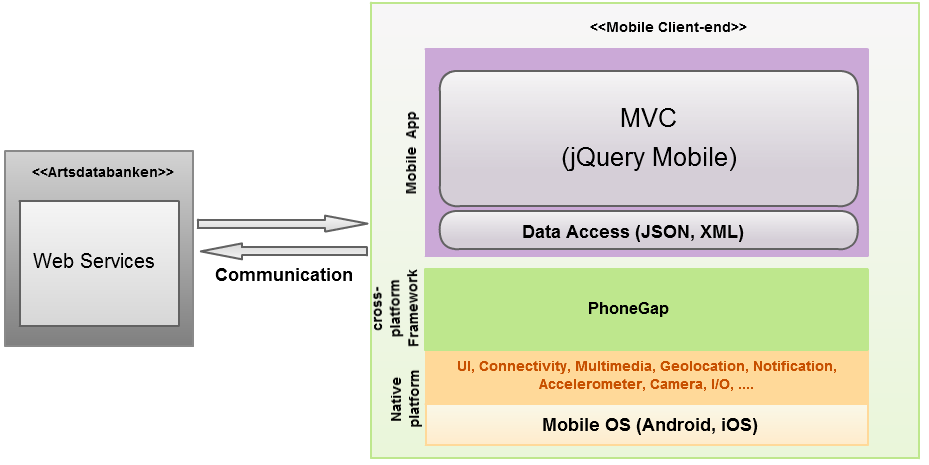 <<Artsdatabanken>>
Web Services
Communication
<<Mobile Client-end>>
Mobile App
MVC
(jQuery Mobile)
Data Access (JSON, XML)
cross-
platform
Framework
PhoneGap
Native
platform
UI, Connectivity, Multimedia, Geolocation, Notification,
Accelerometer, Camera, I/O, ....
Mobile OS (Android, iOS)